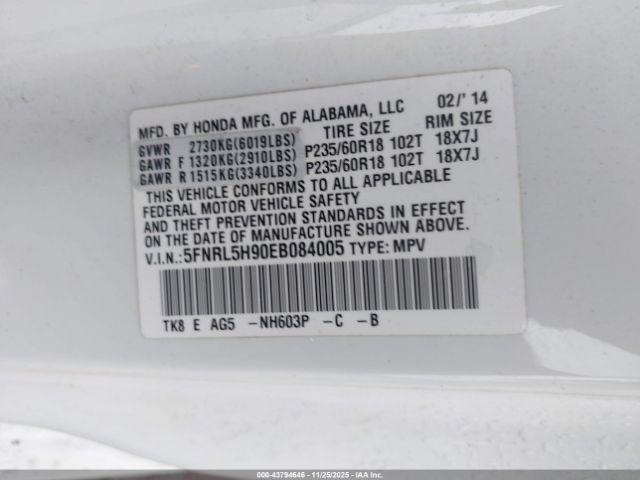 MFD. BY HONDA MFG. OF ALABAMA, LLC 02/' 14
TIRE SIZE RIM SIZE
GVWR 2730KG(6019LBS)
GAWR F 1320KG(2910LBS) P235/60R18 102T 18X7J
GAWR R 1515KG(3340LBS) P235/60R18 102T 18X7J
THIS VEHICLE CONFORMS TO ALL APPLICABLE
FEDERAL MOTOR VEHICLE SAFETY
AND THEFT PREVENTION STANDARDS IN EFFECT
ON THE DATE OF MANUFACTURE SHOWN ABOVE.
V.I.N.: 5FNRL5H90EB084005 TYPE: MPV
TK8 E AG5 -NH603P -C -B
000-43794646 - 11/25/2025 - IAAI.COM